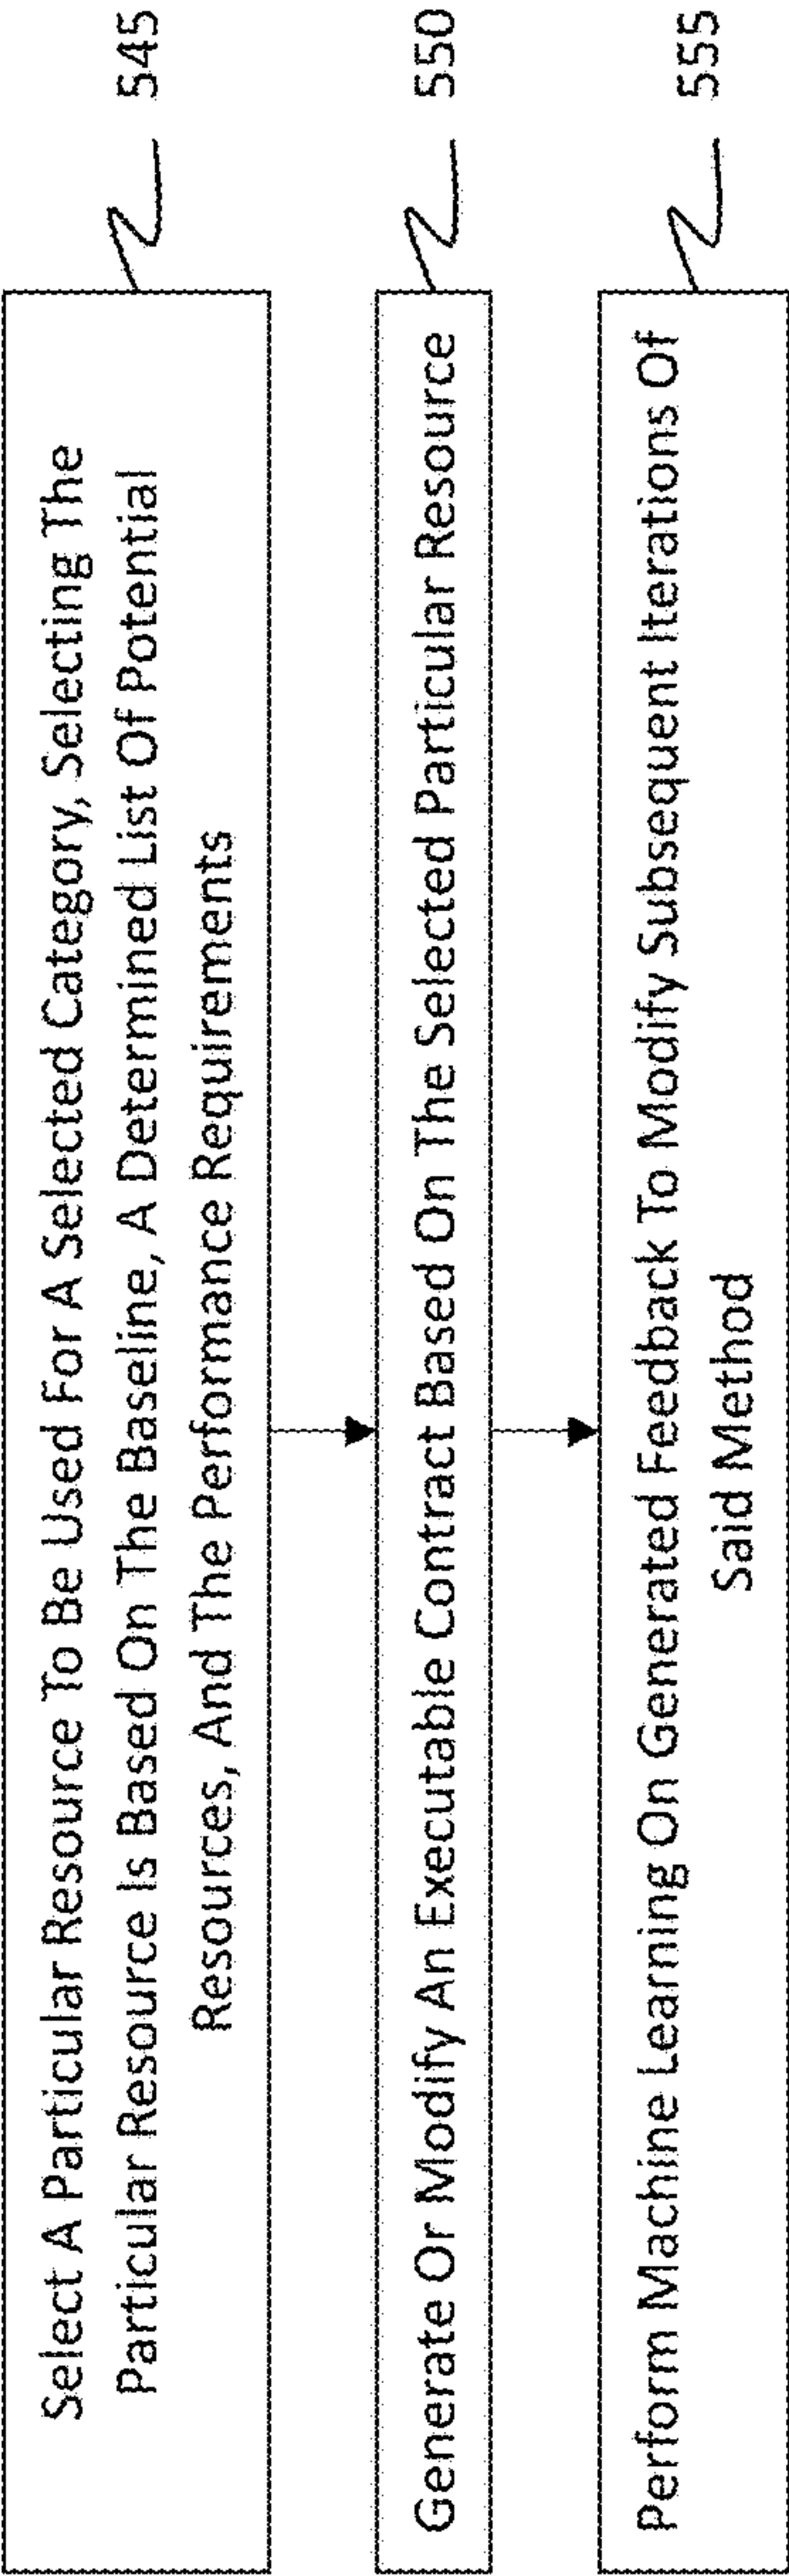 Select A Particular Resource To Be Used For A Selected Category, Selecting The
Particular Resource Is Based On The Baseline, A Determined List Of Potential
Resources, And The Performance Requirements
545
Generate Or Modify An Executable Contract Based On The Selected Particular Resource
550
Perform Machine Learning On Generated Feedback To Modify Subsequent Iterations Of
Said Method
555